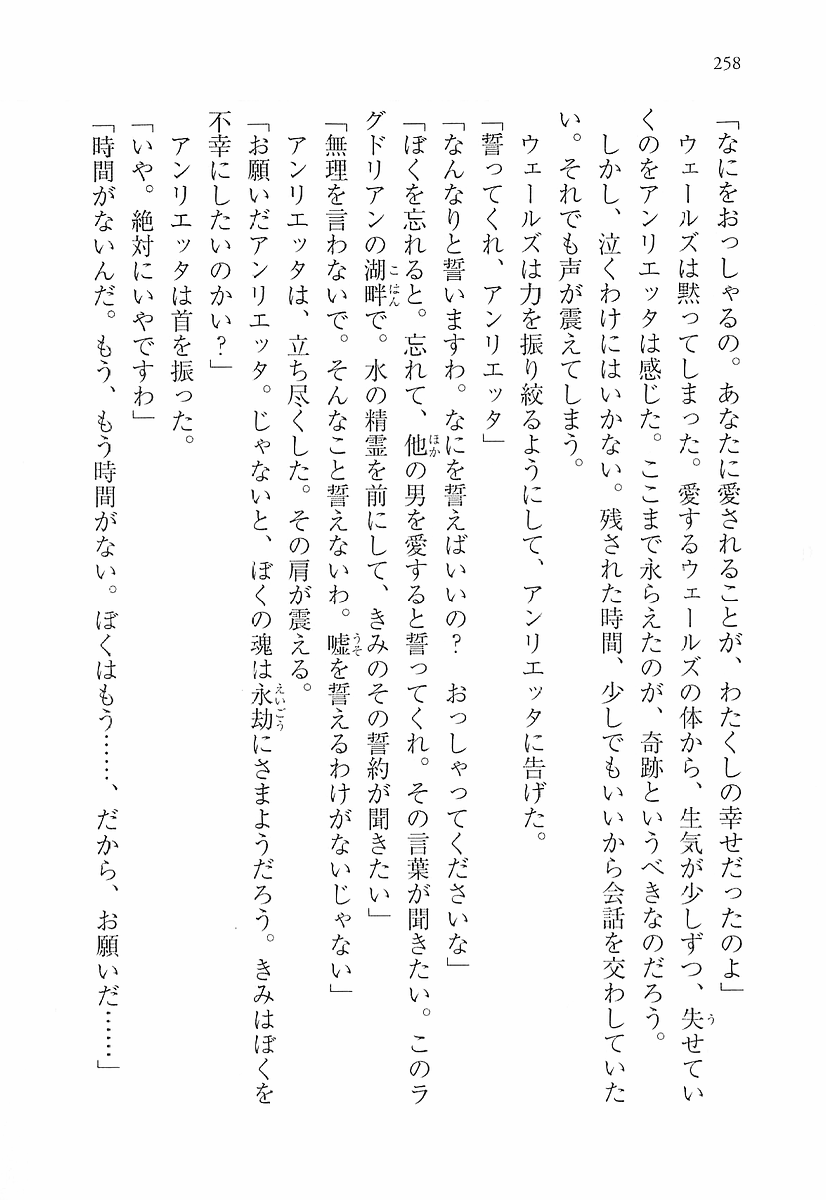 258
「なにをおっしゃるの。あなたに愛されることが、わたくしの幸せだったのよ」
　ウェールズは黙ってしまった。愛するウェールズの体から、生気が少しずつ、失せてい
くのをアンリエッタは感じた。ここまで永らえたのが、奇跡というべきなのだろう。
　しかし、泣くわけにはいかない。残された時間、少しでもいいから会話を交わしていた
い。それでも声が震えてしまう。
　ウェールズは力を振り絞るようにして、アンリエッタに告げた。
「誓ってくれ、アンリエッタ」
「なんなりと誓いますわ。なにを誓えばいいの？　おっしゃってくださいな」
「ぼくを忘れると。忘れて、他の男を愛すると誓ってくれ。その言葉が聞きたい。このラ
グドリアンの湖畔で。水の精霊を前にして、きみのその誓約が聞きたい」
「無理を言わないで。そんなこと誓えないわ。嘘を誓えるわけがないじゃない」
　アンリエッタは、立ち尽くした。その肩が震える。
「お願いだアンリエッタ。じゃないと、ぼくの魂は永劫にさまようだろう。きみはぼくを
不幸にしたいのかい？」
　アンリエッタは首を振った。
「いや。絶対にいやですわ」
「時間がないんだ。もう、もう時間がない。ぼくはもう……、だから、お願いだ……」